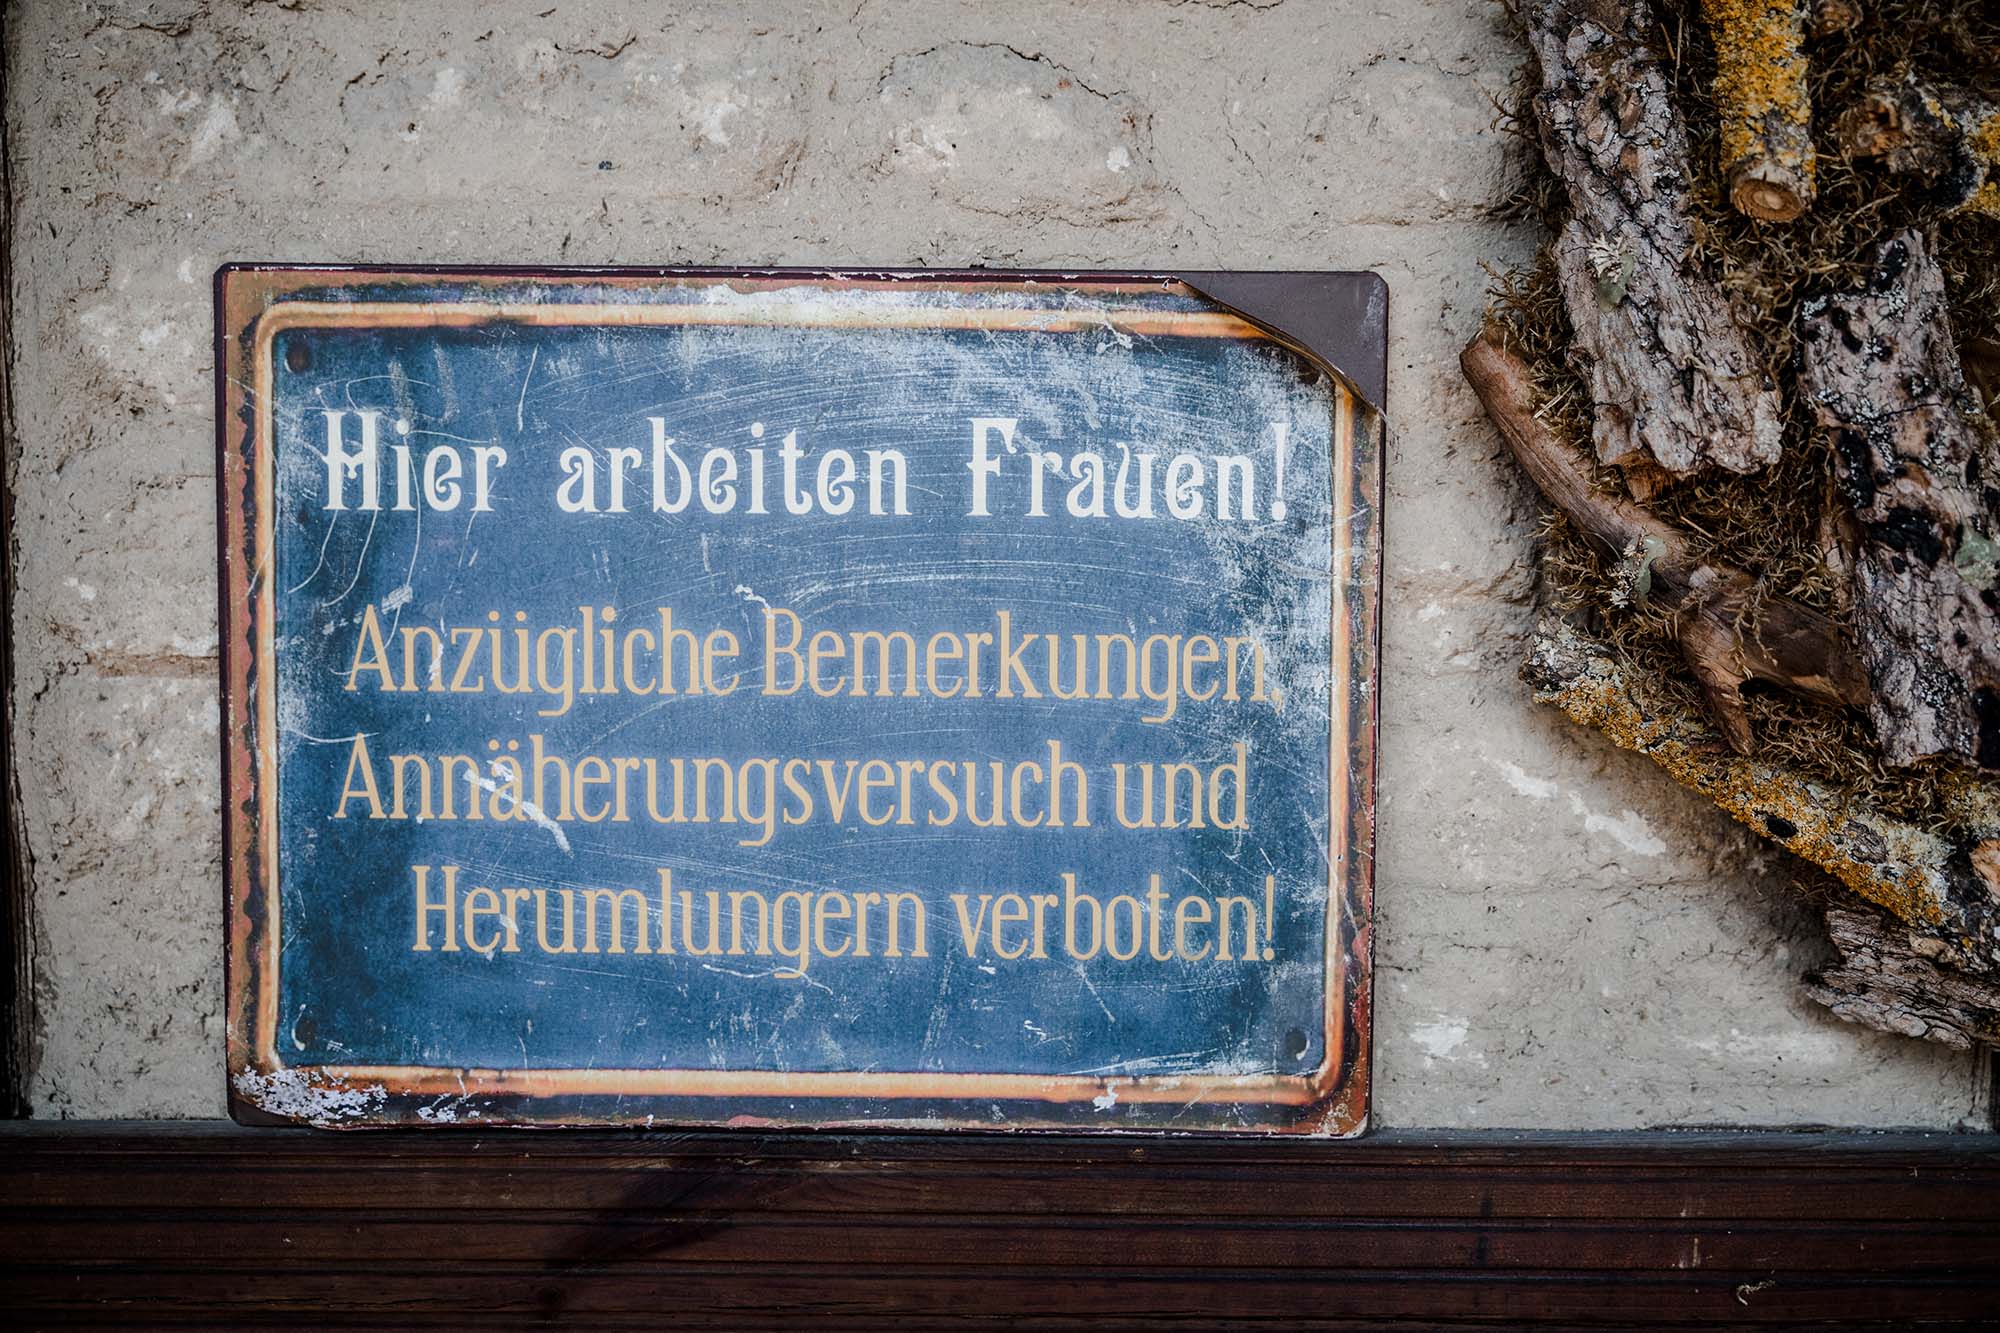 Hier arbeiten Frauen!
Anzügliche Bemerkungen,
Annäherungsversuch und
Herumlungern verboten!